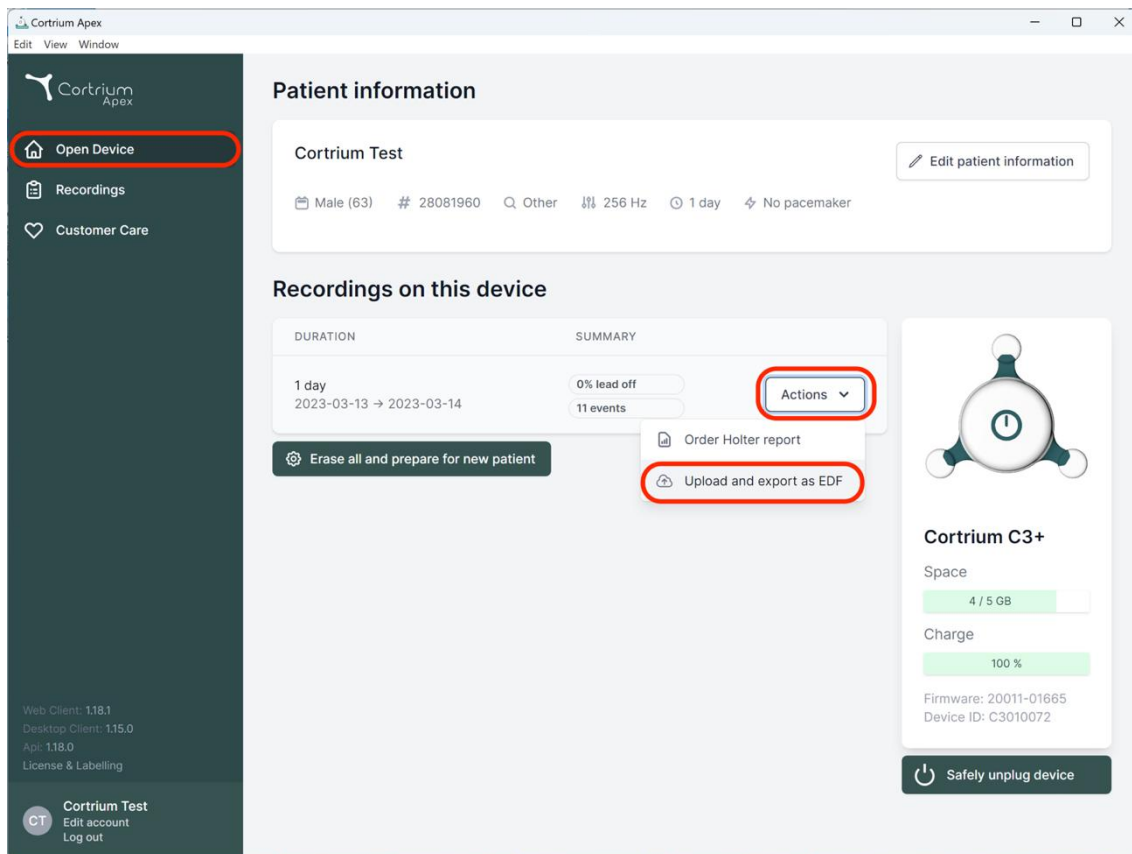 Cortrium Apex
Edit View Window
Cortrium
Apex
Open Device
Recordings
Customer Care
Web Client: 1.18.1
Desktop Client: 1.15.0
Api: 1.18.0
License & Labelling
CT
Cortrium Test
Edit account
Log out
Patient information
Cortrium Test
Edit patient information
Male (63) # 28081960 Other 256 Hz 1 day No pacemaker
Recordings on this device
DURATION SUMMARY
1 day
2023-03-13 → 2023-03-14
0% lead off
11 events
Actions
Order Holter report
Upload and export as EDF
Erase all and prepare for new patient
Cortrium C3+
Space
4 / 5 GB
Charge
100 %
Firmware: 20011-01665
Device ID: C3010072
Safely unplug device